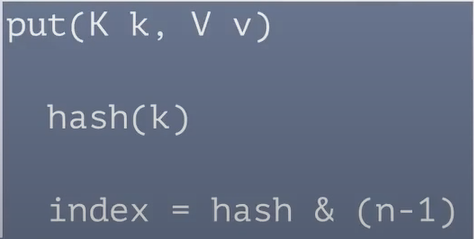 put(K k, V v)
hash(k)
index = hash & (n-1)